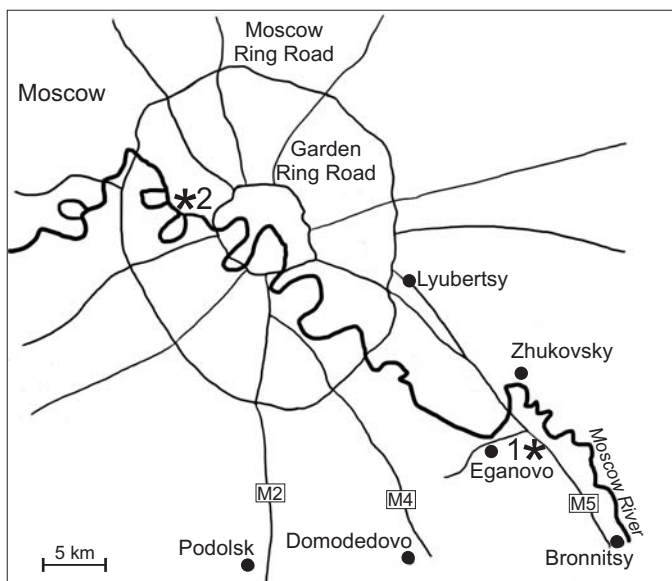 Moscow
Ring Road
Moscow
Garden
Ring Road
*2
Lyubertsy
Zhukovsky
1*
Eganovo
Moscow River
M2
M4
M5
5 km
Podolsk
Domodedovo
Bronnitsy